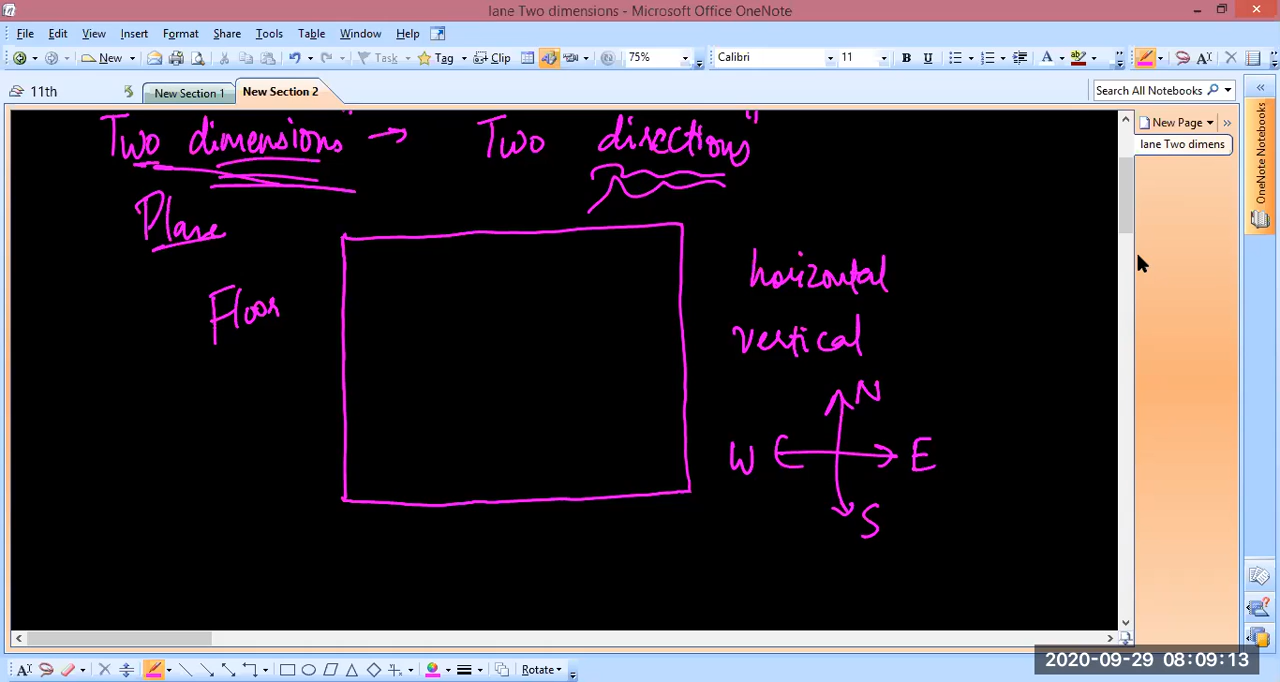 lane Two dimensions - Microsoft Office OneNote
File Edit View Insert Format Share Tools Table Window Help
New Task Tag Clip 75% Calibri 11 B U
11th New Section 1 New Section 2 Search All Notebooks
New Page
lane Two dimens
OneNote Notebooks
Two dimensions" → Two directions"
Plane
Floor
horizontal
vertical
N
W E
S
2020-09-29 08:09:13
Rotate